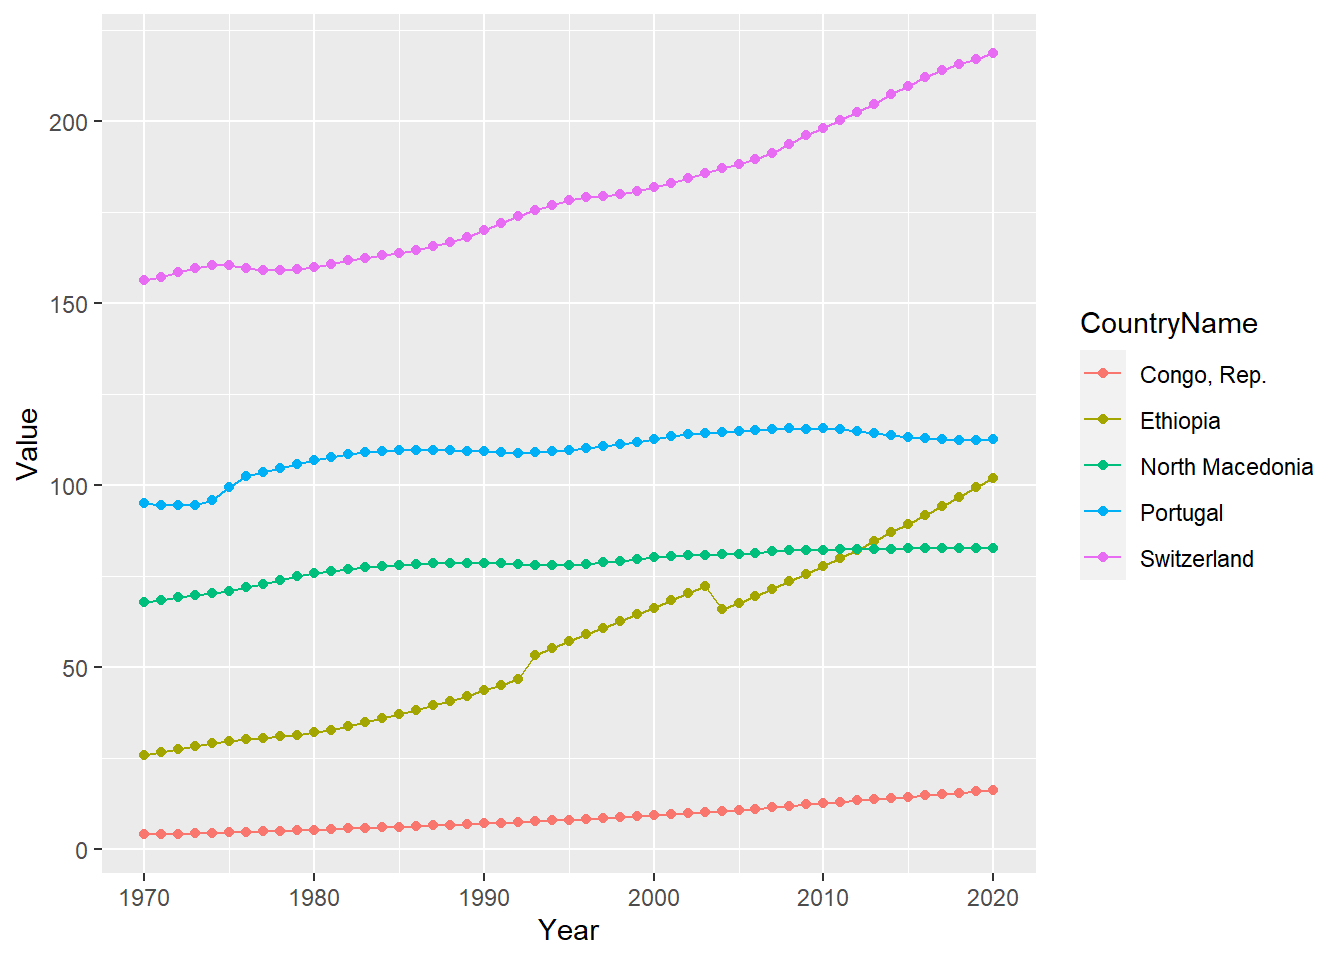 200
150
100
50
0
Value
1970 1980 1990 2000 2010 2020
Year
CountryName
Congo, Rep.
Ethiopia
North Macedonia
Portugal
Switzerland